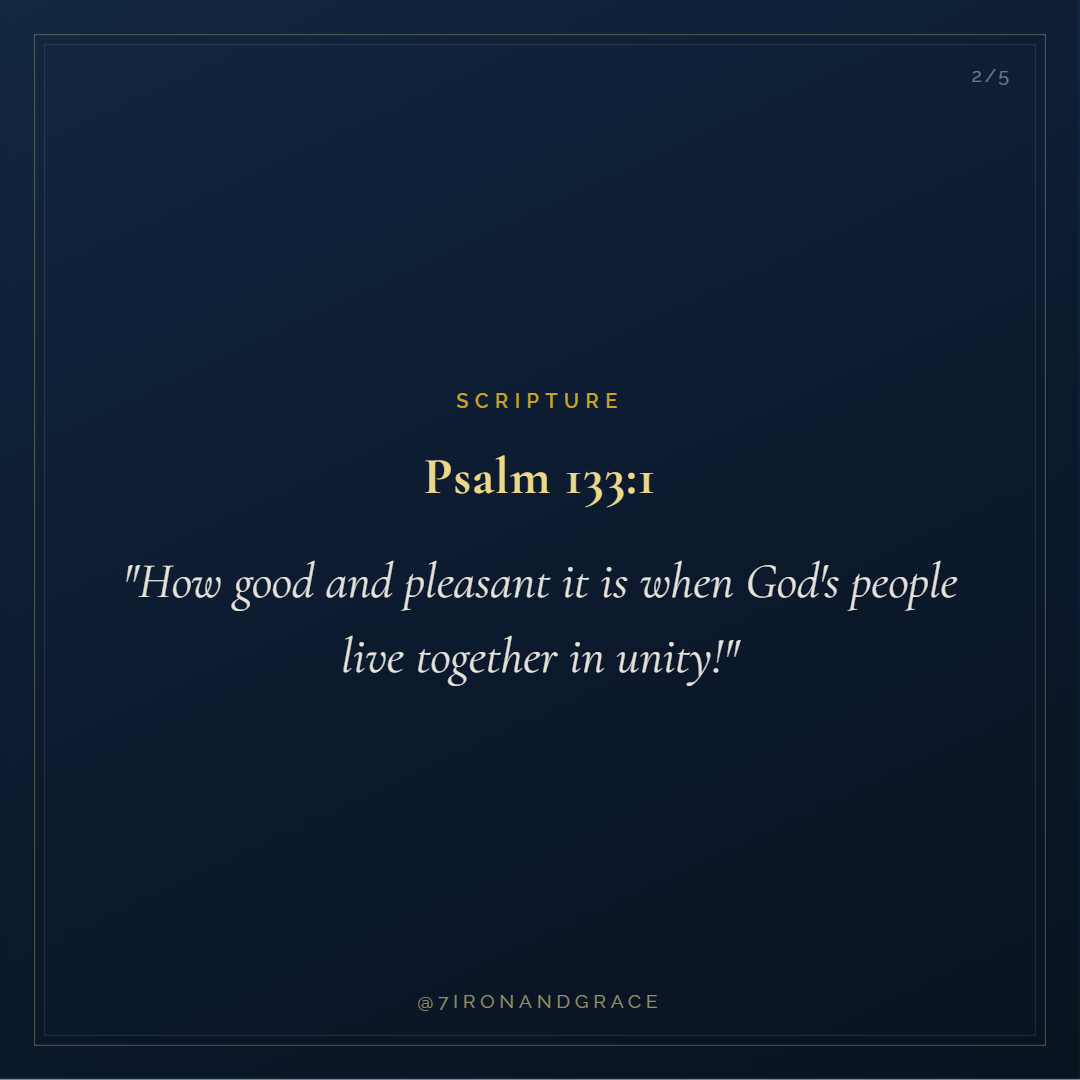 2/5
SCRIPTURE
Psalm 133:1
"How good and pleasant it is when God's people
live together in unity!"
@7IRONANDGRACE